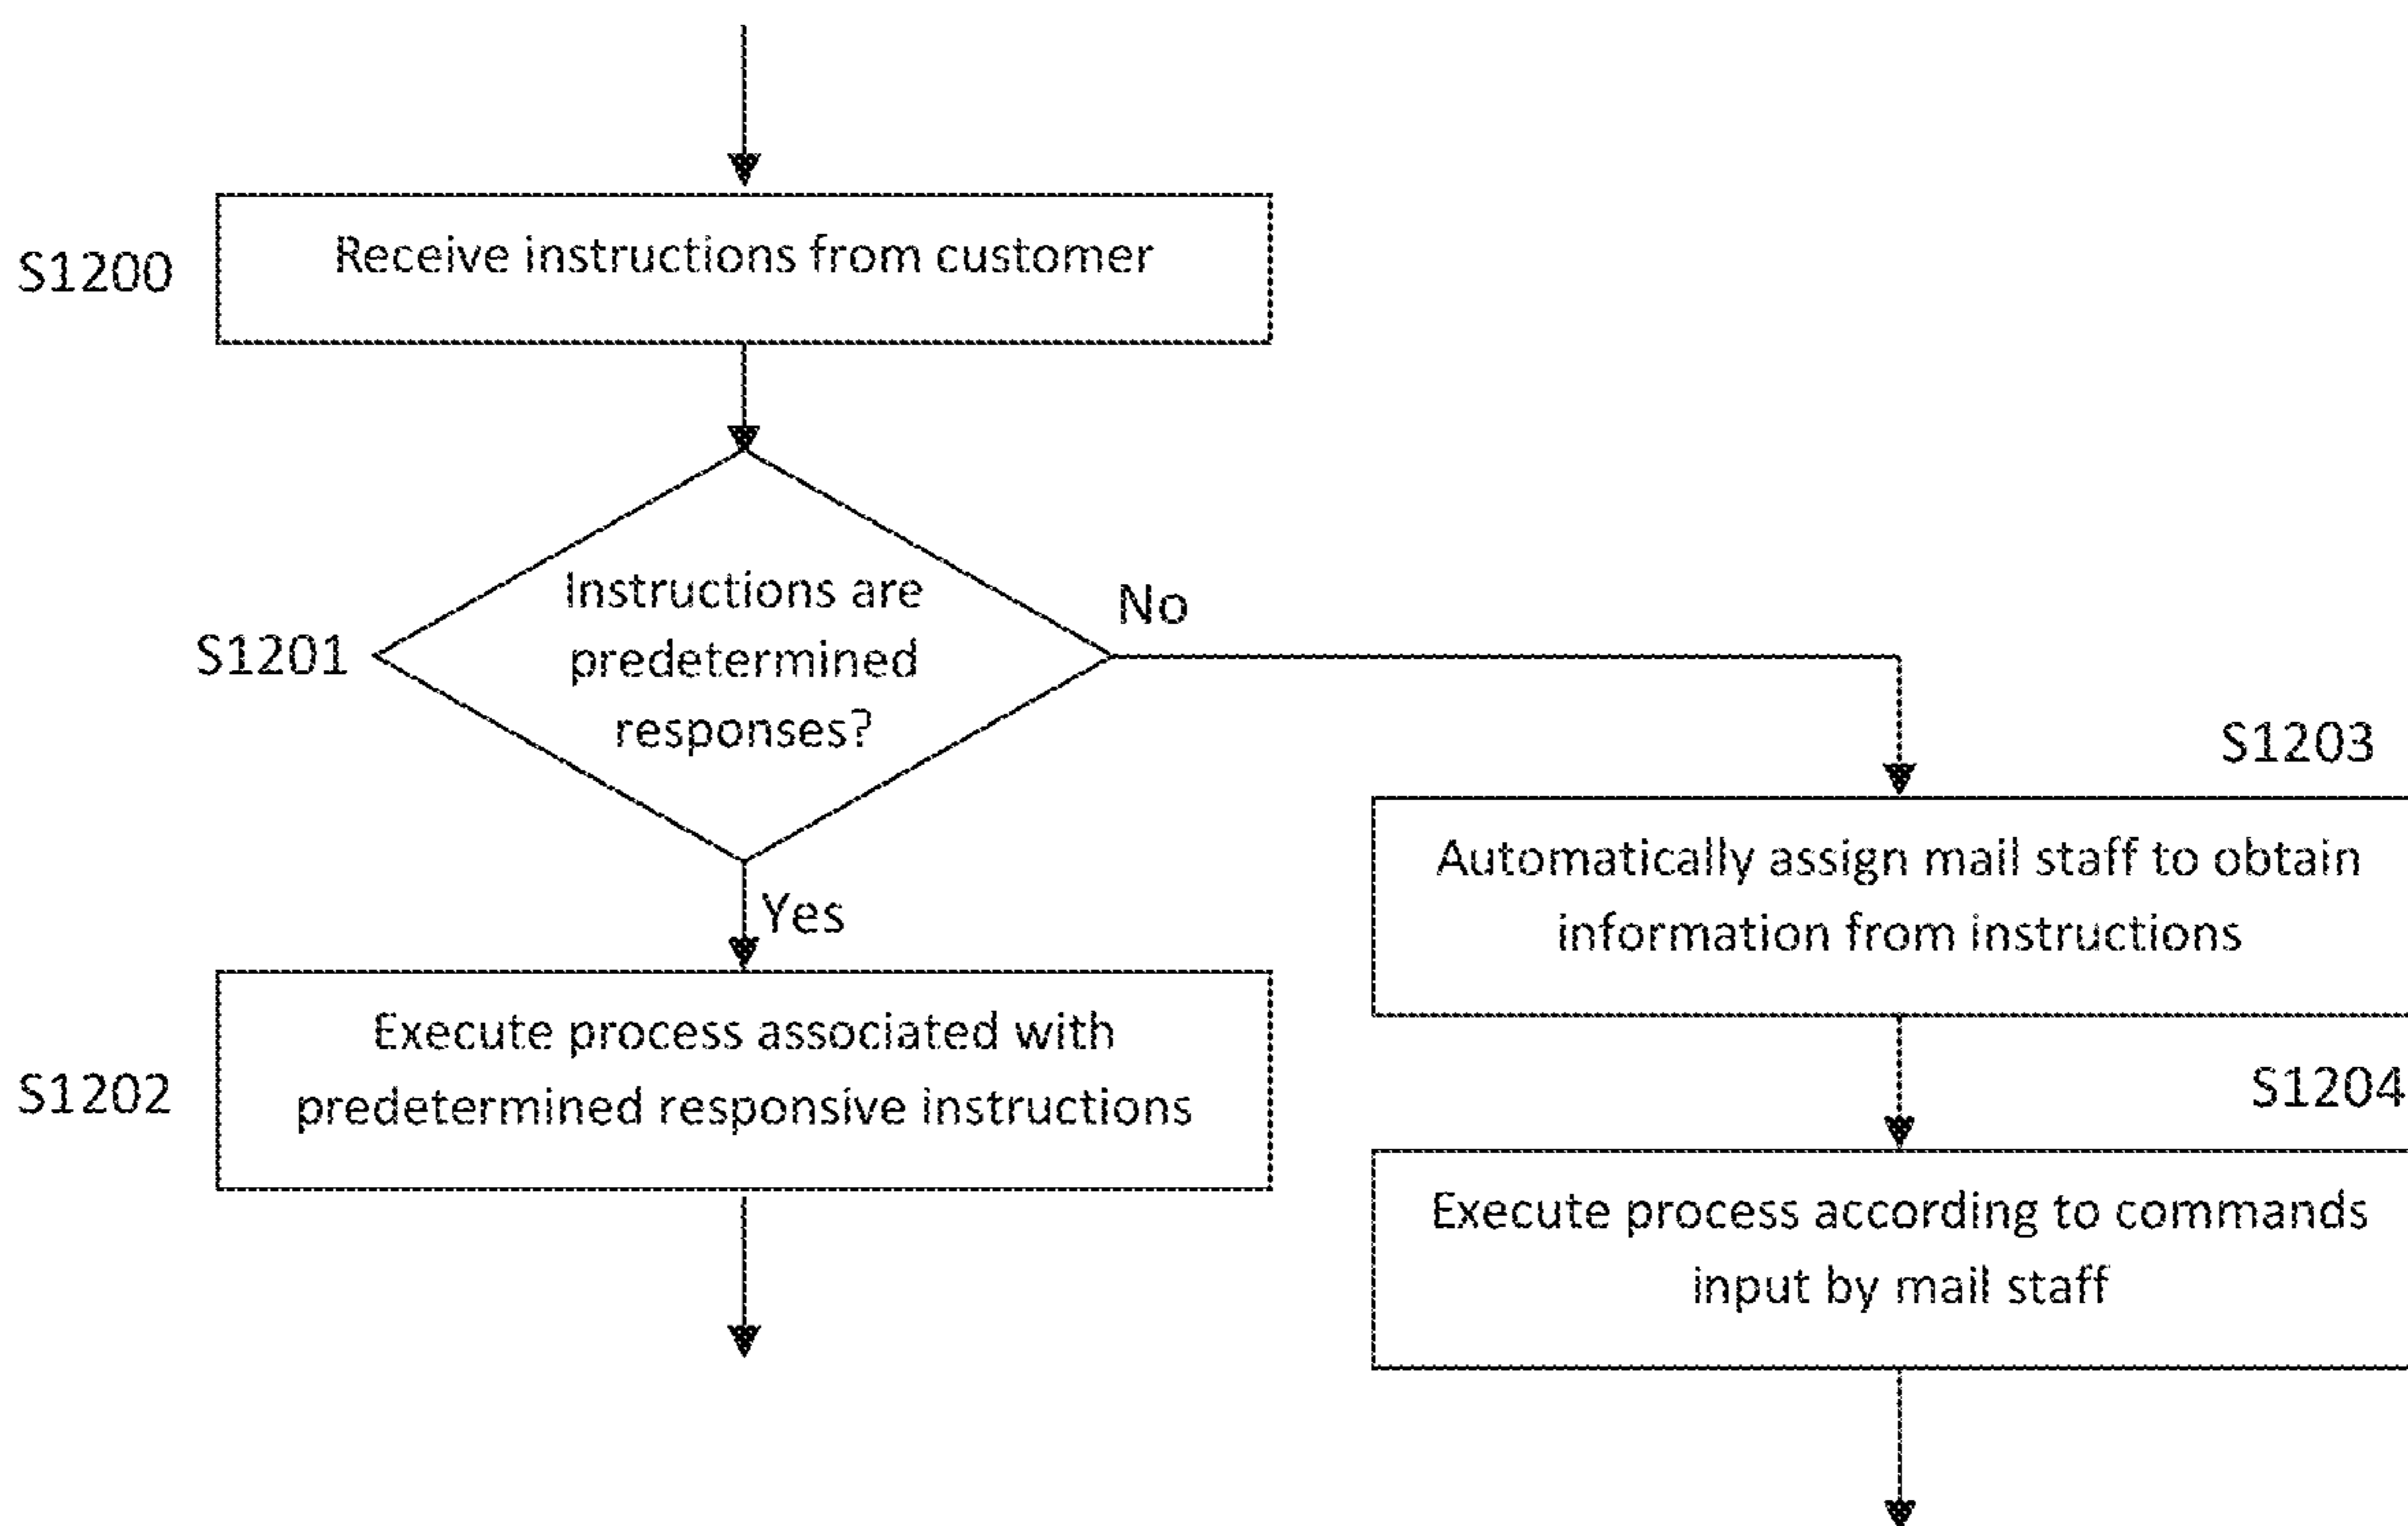 S1200
Receive instructions from customer
S1201
Instructions are
predetermined
responses?
No
Yes
S1202
Execute process associated with
predetermined responsive instructions
S1203
Automatically assign mail staff to obtain
information from instructions
S1204
Execute process according to commands
input by mail staff